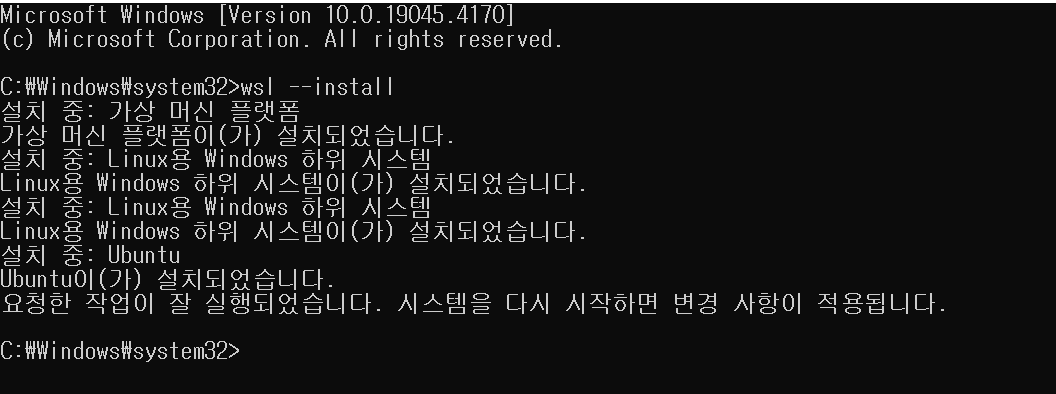 Microsoft Windows [Version 10.0.19045.4170]
(c) Microsoft Corporation. All rights reserved.
C:₩Windows₩system32>wsl --install
설치 중: 가상 머신 플랫폼
가상 머신 플랫폼이(가) 설치되었습니다.
설치 중: Linux용 Windows 하위 시스템
Linux용 Windows 하위 시스템이(가) 설치되었습니다.
설치 중: Linux용 Windows 하위 시스템
Linux용 Windows 하위 시스템이(가) 설치되었습니다.
설치 중: Ubuntu
Ubuntu이(가) 설치되었습니다.
요청한 작업이 잘 실행되었습니다. 시스템을 다시 시작하면 변경 사항이 적용됩니다.
C:₩Windows₩system32>